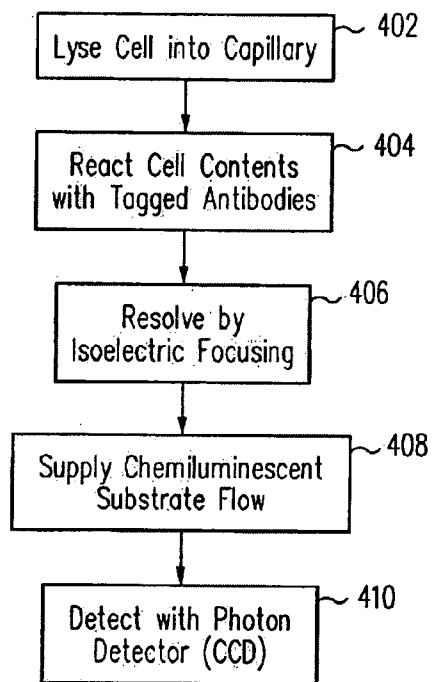 Lyse Cell into Capillary
402
React Cell Contents
with Tagged Antibodies
404
Resolve by
Isoelectric Focusing
406
Supply Chemiluminescent
Substrate Flow
408
Detect with Photon
Detector (CCD)
410